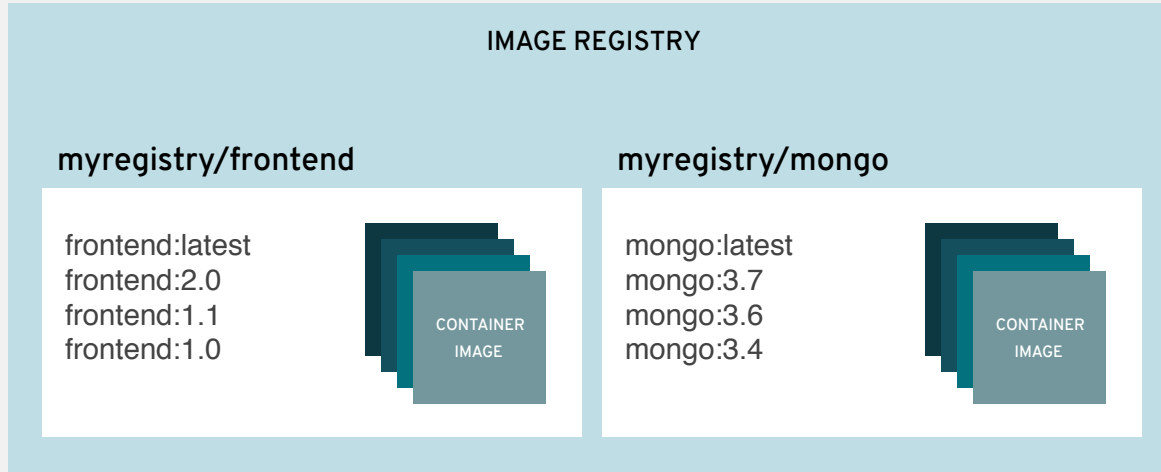 IMAGE REGISTRY
myregistry/frontend
frontend:latest
frontend:2.0
frontend:1.1
frontend:1.0
CONTAINER
IMAGE
myregistry/mongo
mongo:latest
mongo:3.7
mongo:3.6
mongo:3.4
CONTAINER
IMAGE